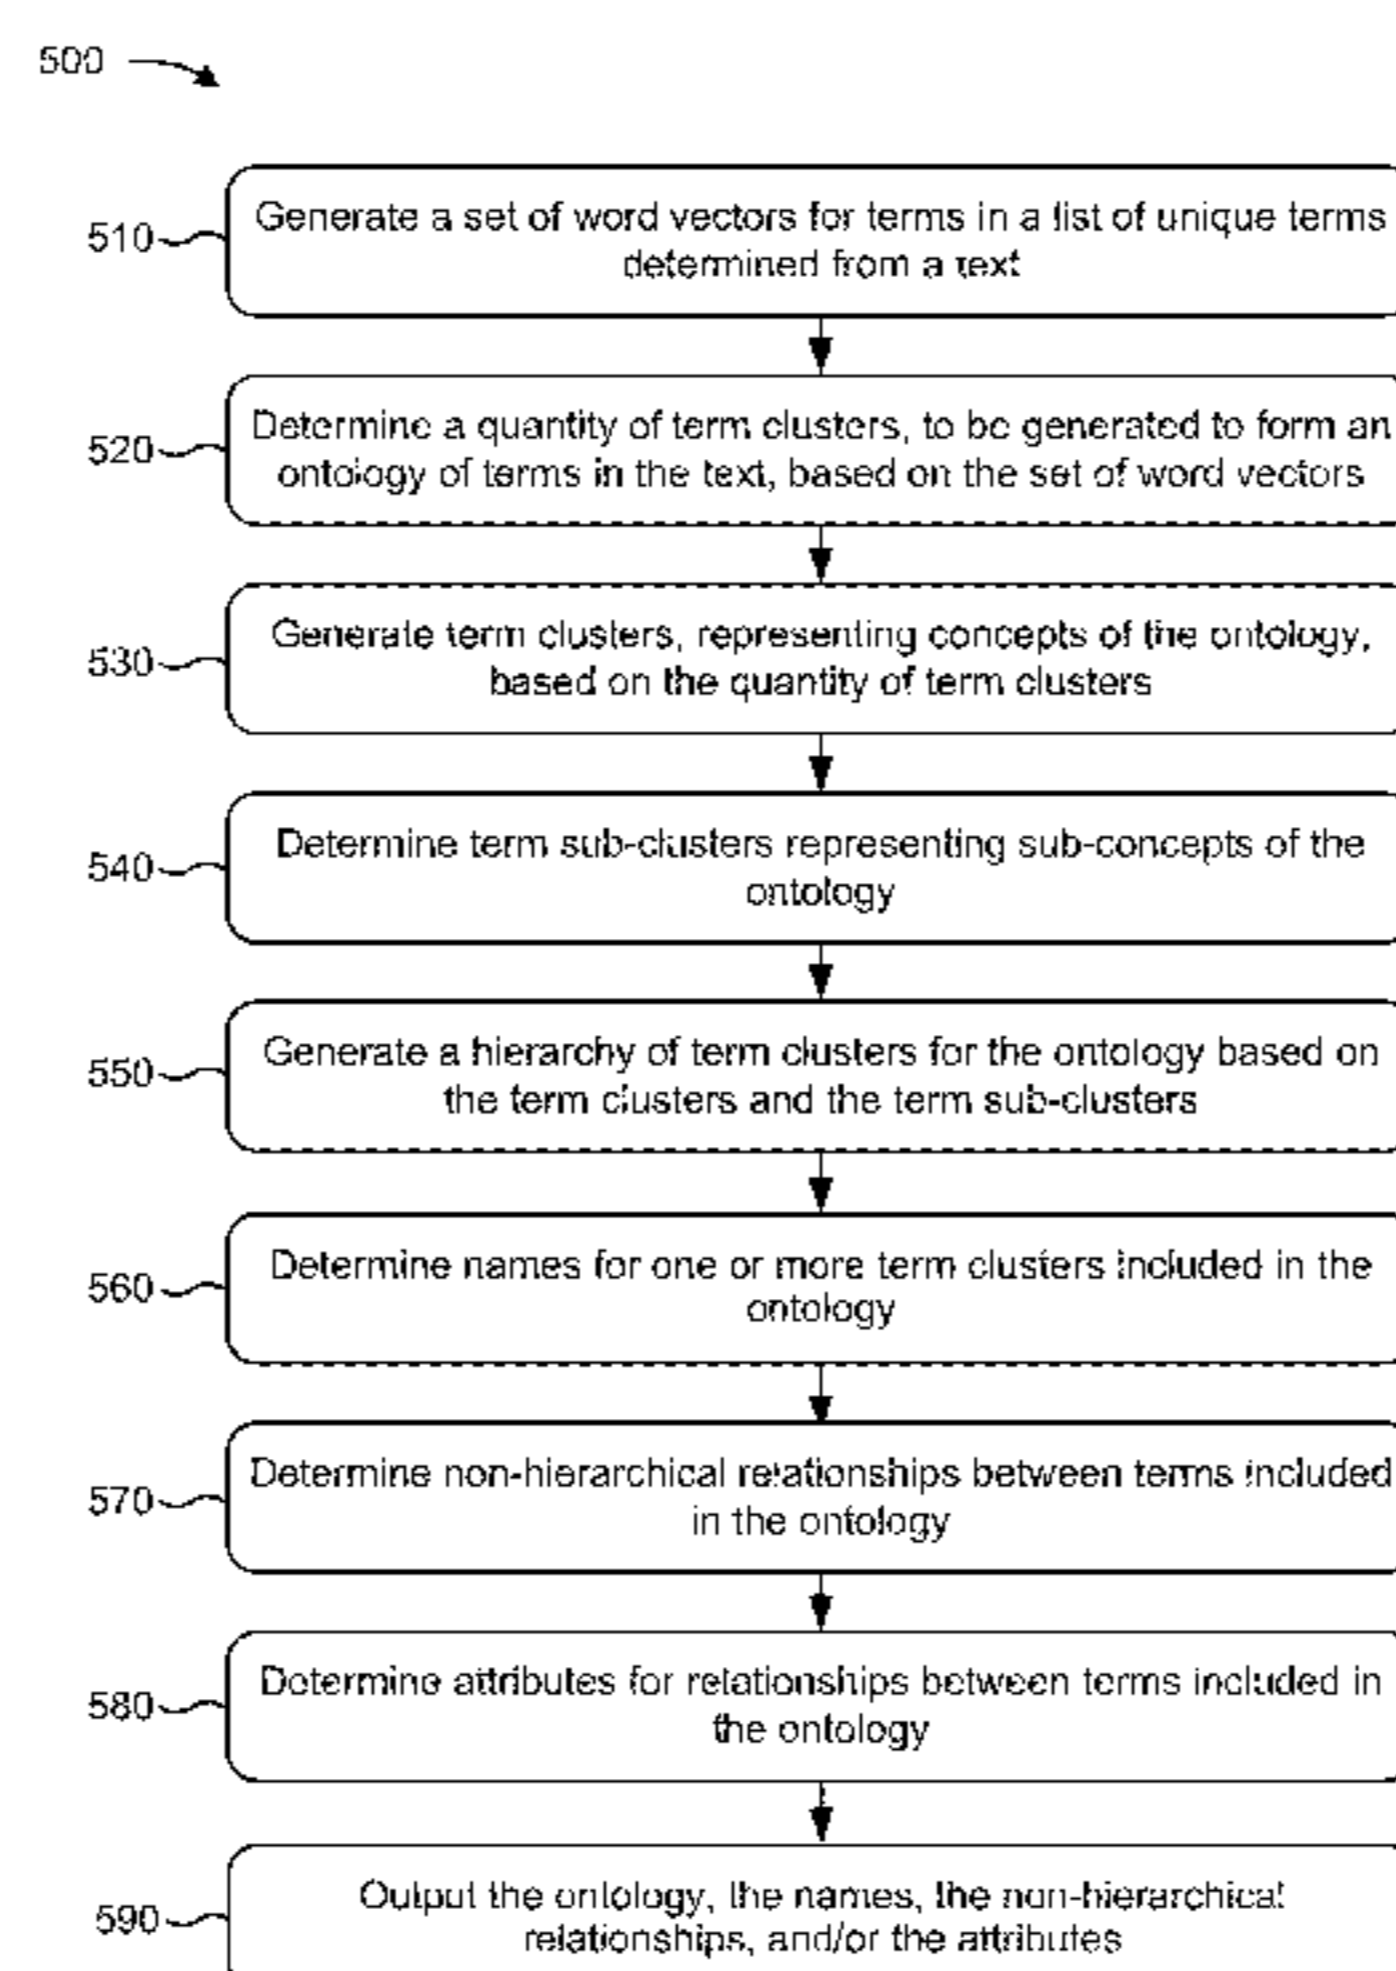 500
510
Generate a set of word vectors for terms in a list of unique terms
determined from a text
520
Determine a quantity of term clusters, to be generated to form an
ontology of terms in the text, based on the set of word vectors
530
Generate term clusters, representing concepts of the ontology,
based on the quantity of term clusters
540
Determine term sub-clusters representing sub-concepts of the
ontology
550
Generate a hierarchy of term clusters for the ontology based on
the term clusters and the term sub-clusters
560
Determine names for one or more term clusters included in the
ontology
570
Determine non-hierarchical relationships between terms included
in the ontology
580
Determine attributes for relationships between terms included in
the ontology
590
Output the ontology, the names, the non-hierarchical
relationships, and/or the attributes